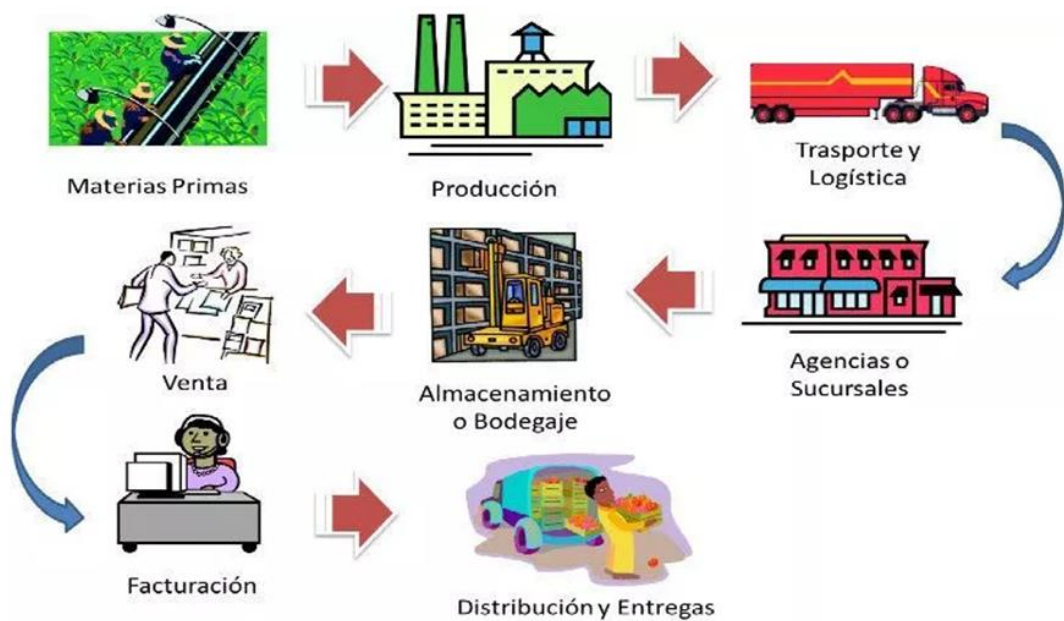 Materias Primas
Producción
Trasporte y
Logística
Agencias o
Sucursales
Almacenamiento
o Bodegaje
Venta
Facturación
Distribución y Entregas